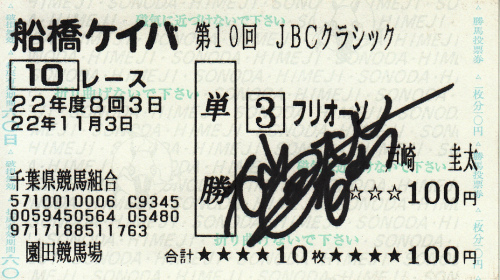 船橋ケイバ 第10回 JBCクラシック
10 レース
22年度8回3日
22年11月3日
単勝
3 フリオーソ
戸崎 圭太
千葉県競馬組合
☆☆☆100円
5710010006 C9345
0059450564 05480
9717188511763
園田競馬場
合計★★★★10枚★★★★100円